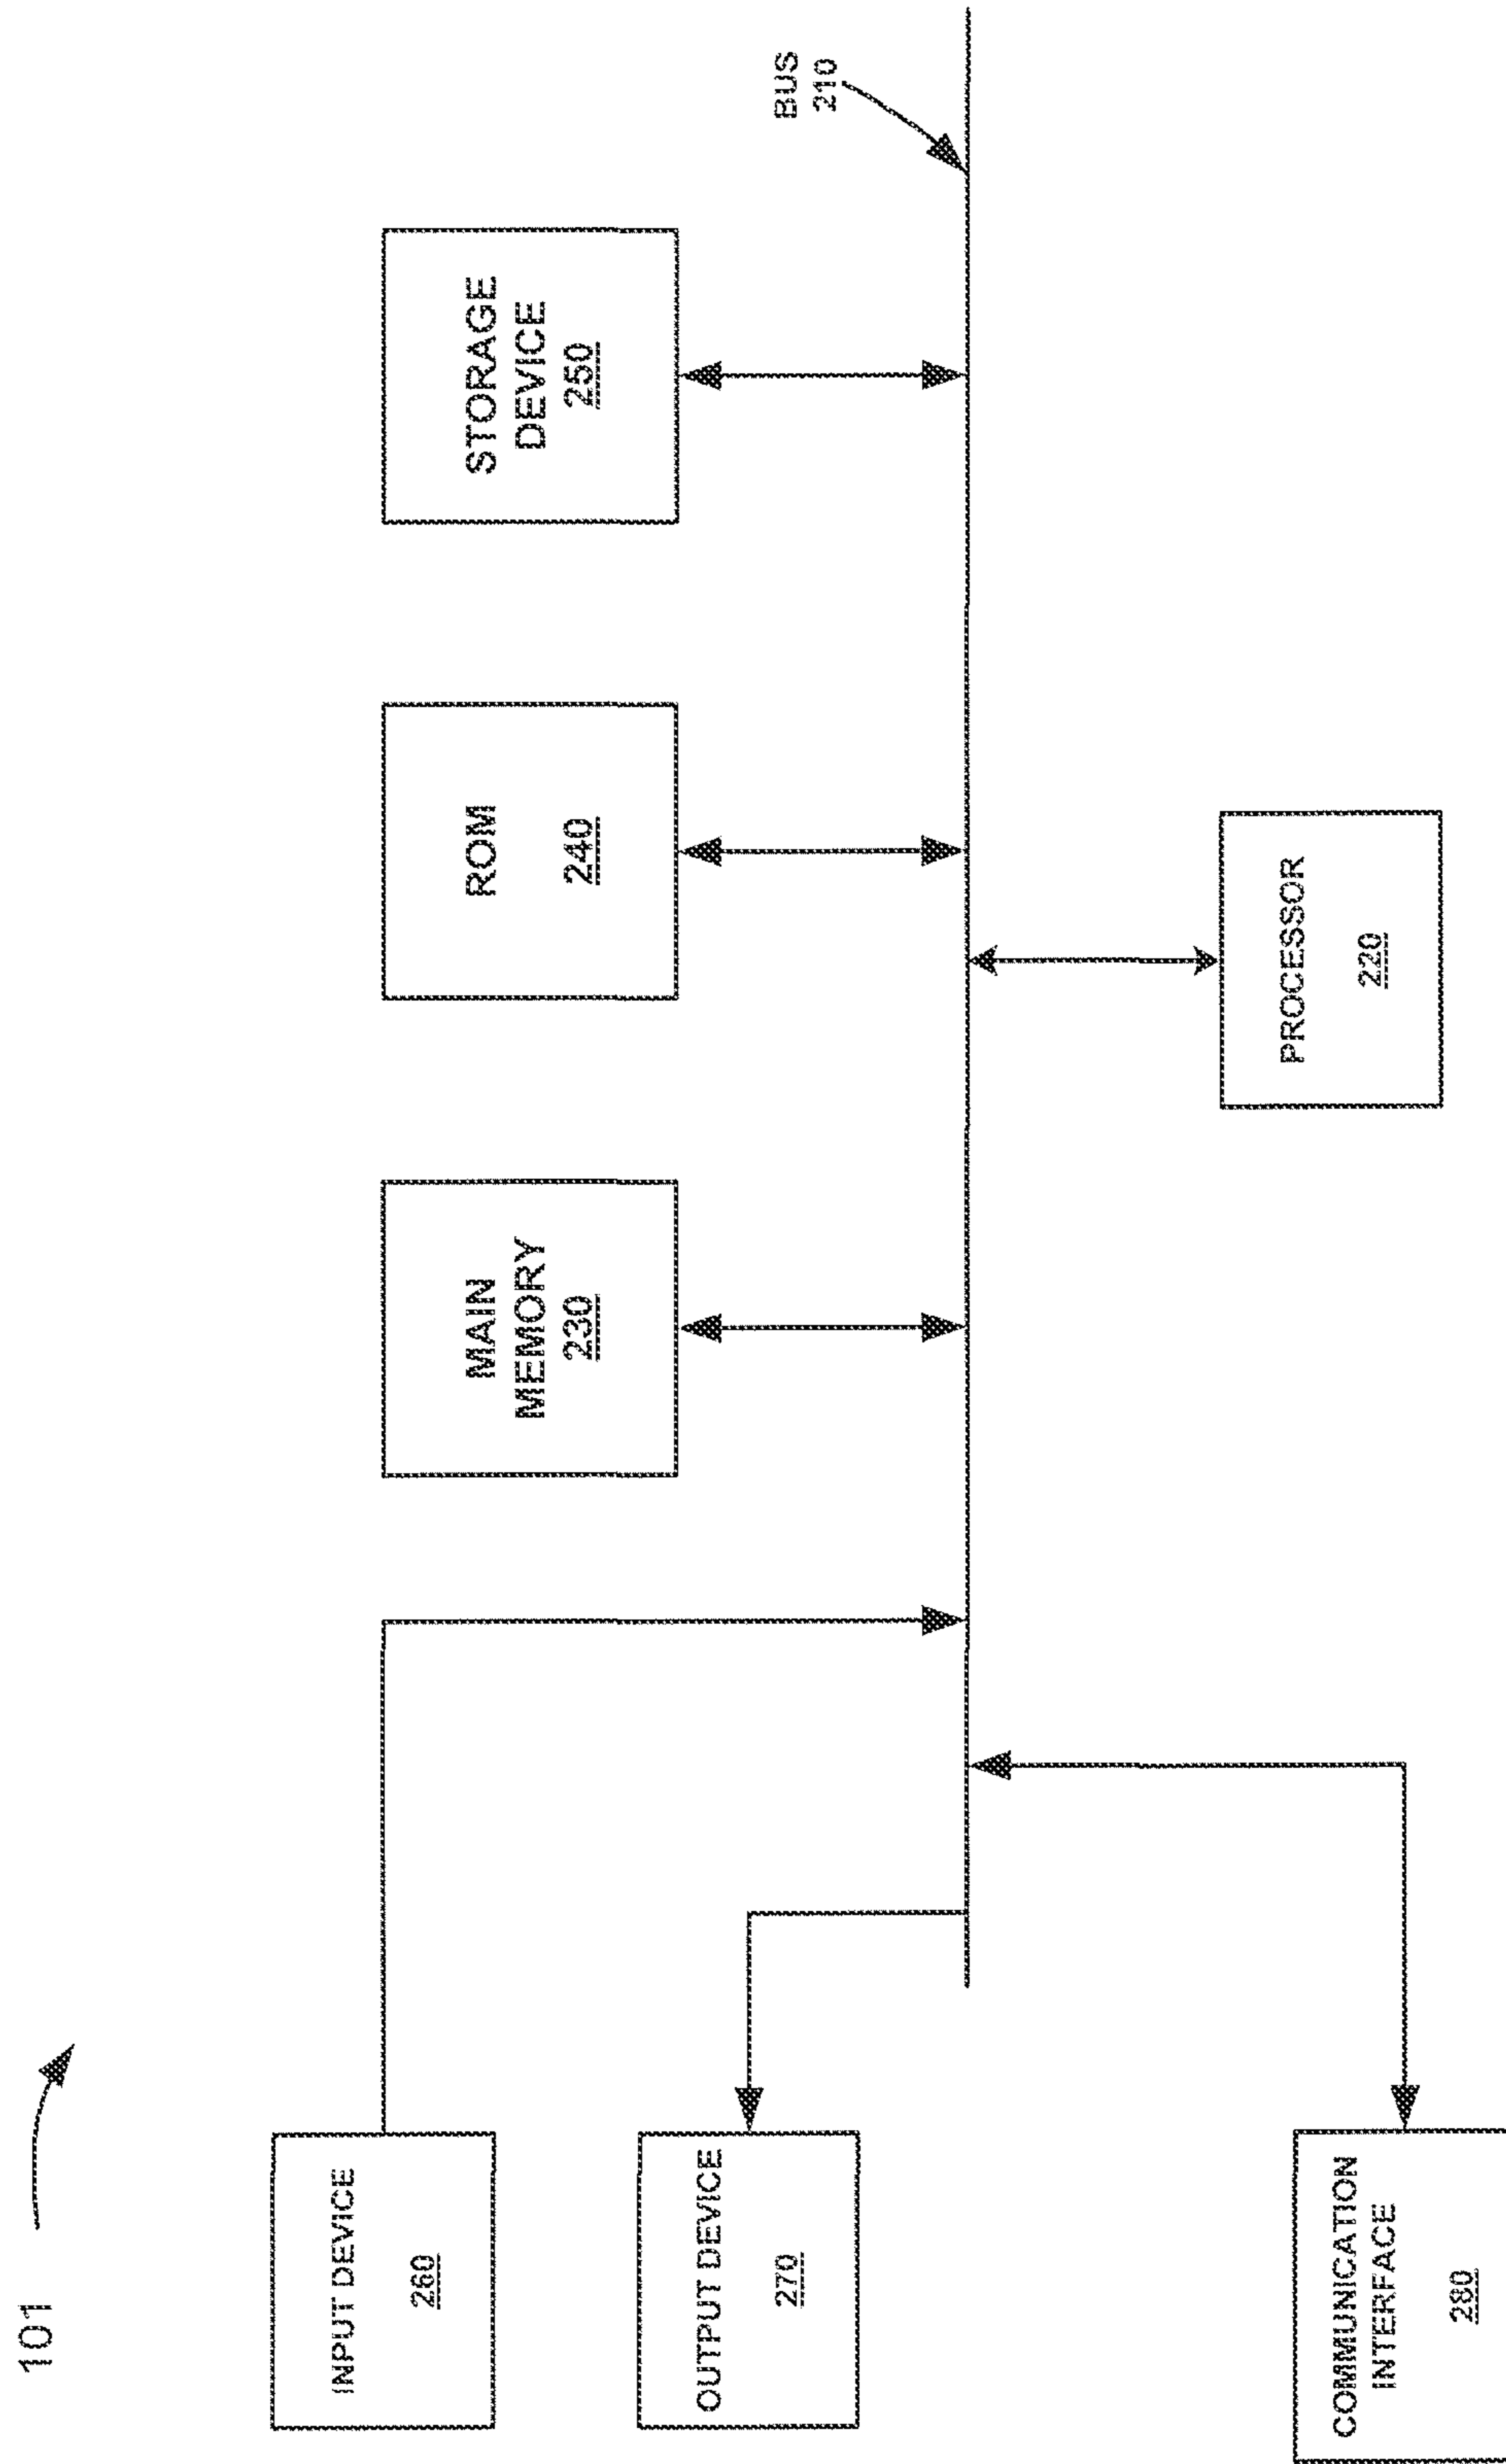 101
INPUT DEVICE
260
MAIN
MEMORY
230
ROM
240
STORAGE
DEVICE
250
OUTPUT DEVICE
270
BUS
210
PROCESSOR
220
COMMUNICATION
INTERFACE
280